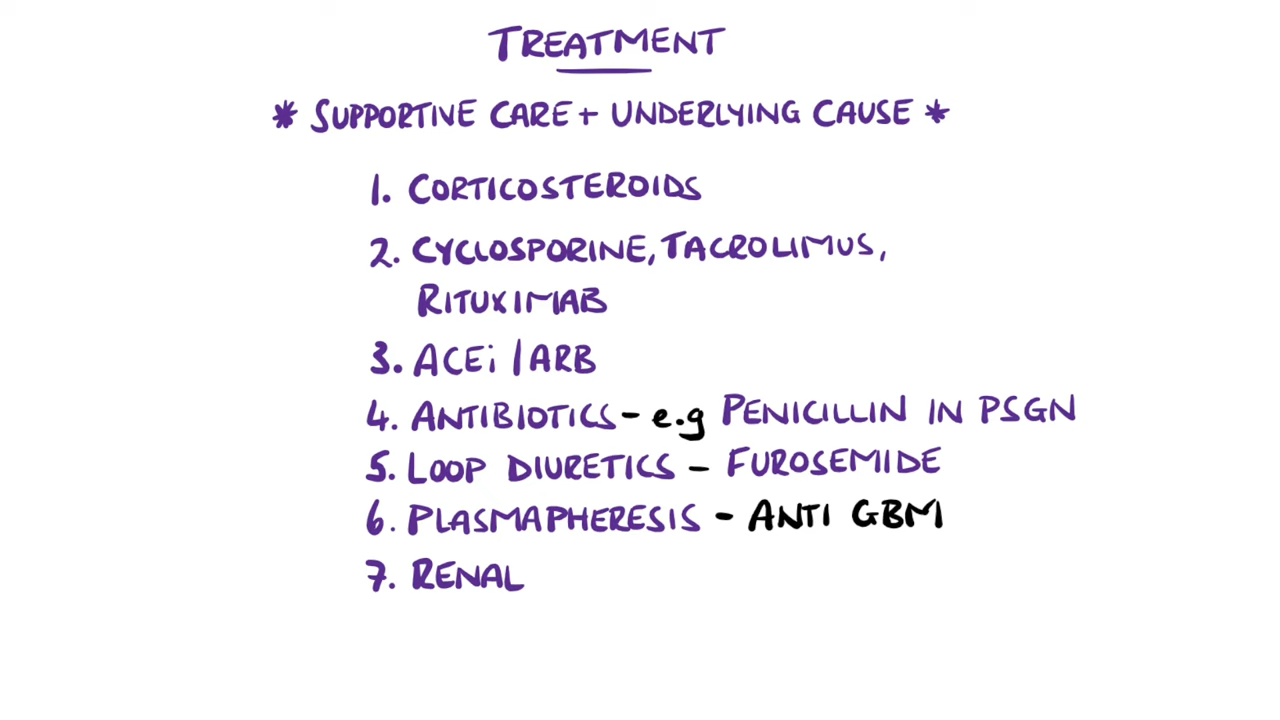 TREATMENT
* SUPPORTIVE CARE + UNDERLYING CAUSE *
1. CORTICOSTEROIDS
2. CYCLOSPORINE, TACROLIMUS,
RITUXIMAB
3. ACEi / ARB
4. ANTIBIOTICS - e.g PENICILLIN IN PSGN
5. LOOP DIURETICS - FUROSEMIDE
6. PLASMAPHERESIS - ANTI GBM
7. RENAL